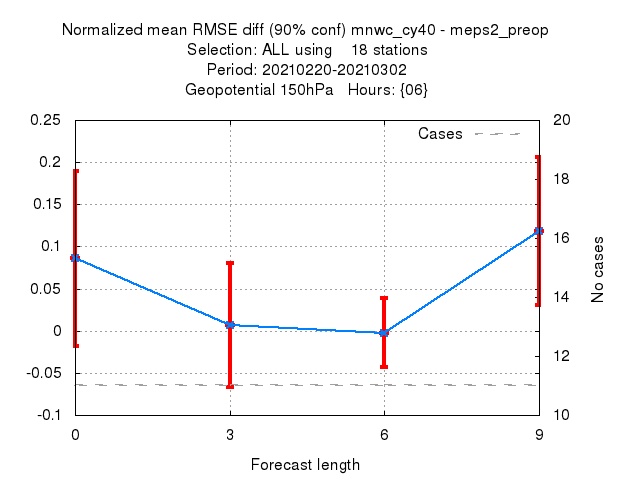 Normalized mean RMSE diff (90% conf) mnwc_cy40 - meps2_preop
Selection: ALL using    18 stations
Period: 20210220-20210302
Geopotential 150hPa   Hours: {06}
Cases
0.25
0.2
0.15
0.1
0.05
0
-0.05
-0.1
20
18
16
14
12
10
No cases
0 3 6 9
Forecast length